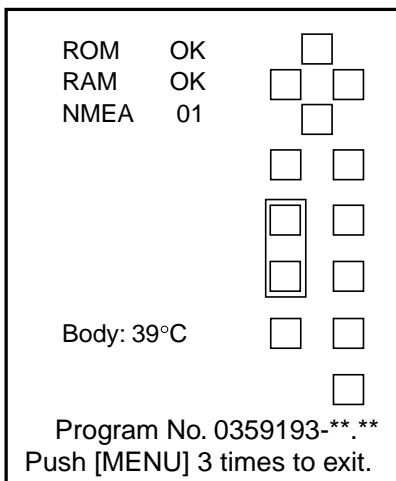 ROM OK
RAM OK
NMEA 01
Body: 39°C
Program No. 0359193-**.**
Push [MENU] 3 times to exit.